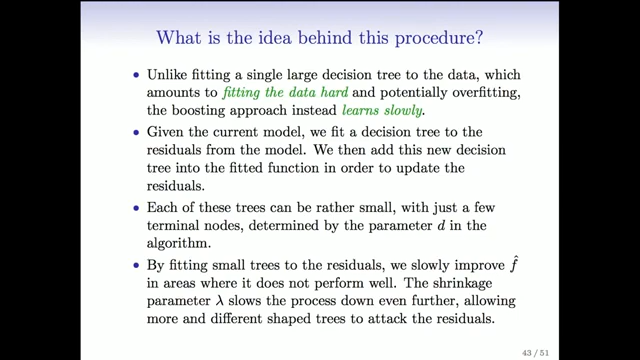 What is the idea behind this procedure?
• Unlike fitting a single large decision tree to the data, which
amounts to fitting the data hard and potentially overfitting,
the boosting approach instead learns slowly.
• Given the current model, we fit a decision tree to the
residuals from the model. We then add this new decision
tree into the fitted function in order to update the
residuals.
• Each of these trees can be rather small, with just a few
terminal nodes, determined by the parameter d in the
algorithm.
• By fitting small trees to the residuals, we slowly improve f̂
in areas where it does not perform well. The shrinkage
parameter λ slows the process down even further, allowing
more and different shaped trees to attack the residuals.
43 / 51